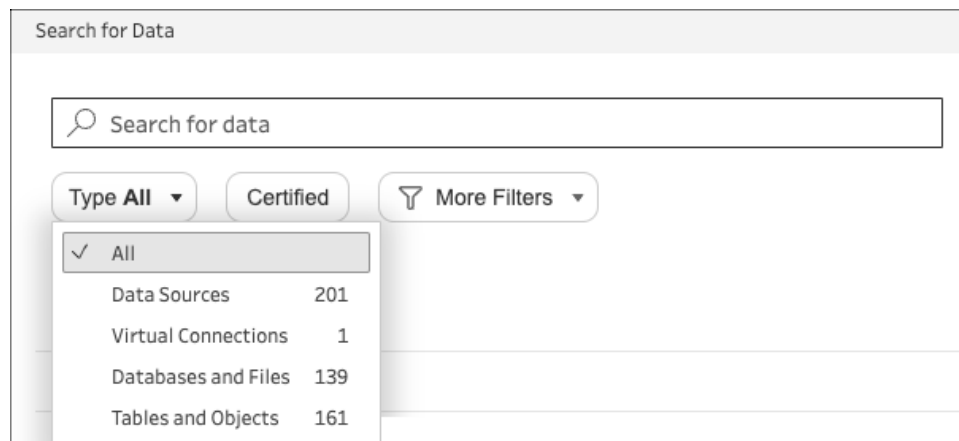 Search for Data
Search for data
Type All Certified More Filters
All
Data Sources 201
Virtual Connections 1
Databases and Files 139
Tables and Objects 161